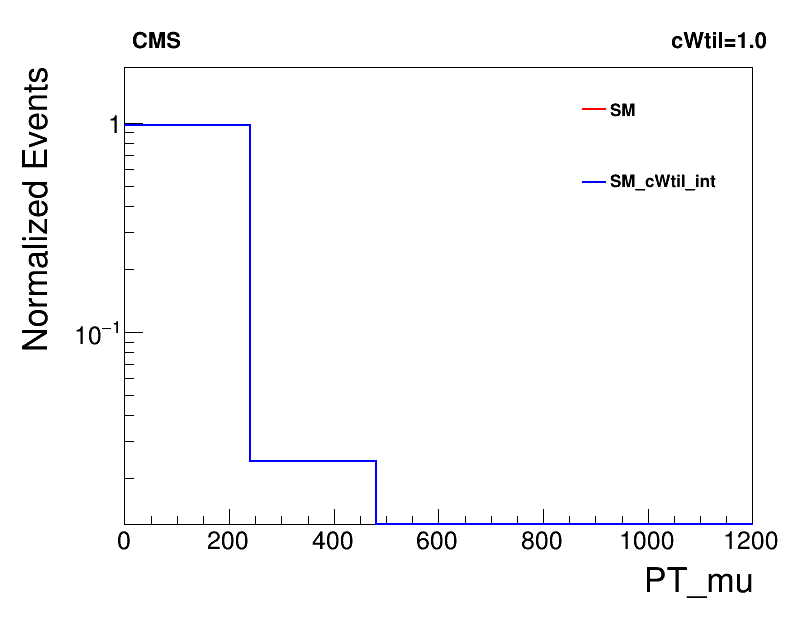 CMS cWtil=1.0
Normalized Events
1
10⁻¹
SM
SM_cWtil_int
0 200 400 600 800 1000 1200
PT_mu